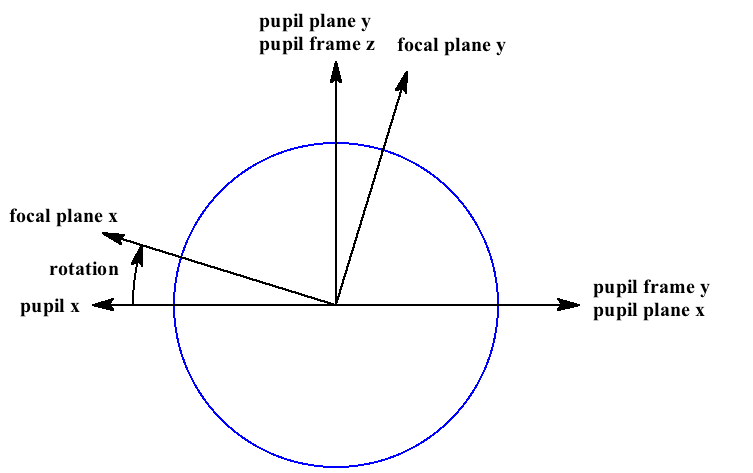 pupil plane y
pupil frame z
focal plane y
focal plane x
rotation
pupil x
pupil frame y
pupil plane x